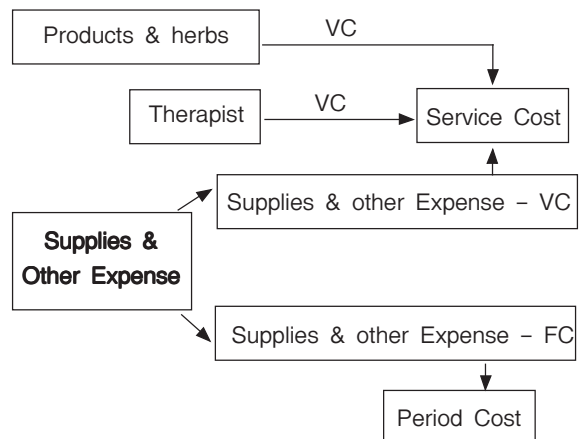 Products & herbs
VC
Therapist
VC
Service Cost
Supplies & other Expense – VC
Supplies &
Other Expense
Supplies & other Expense – FC
Period Cost